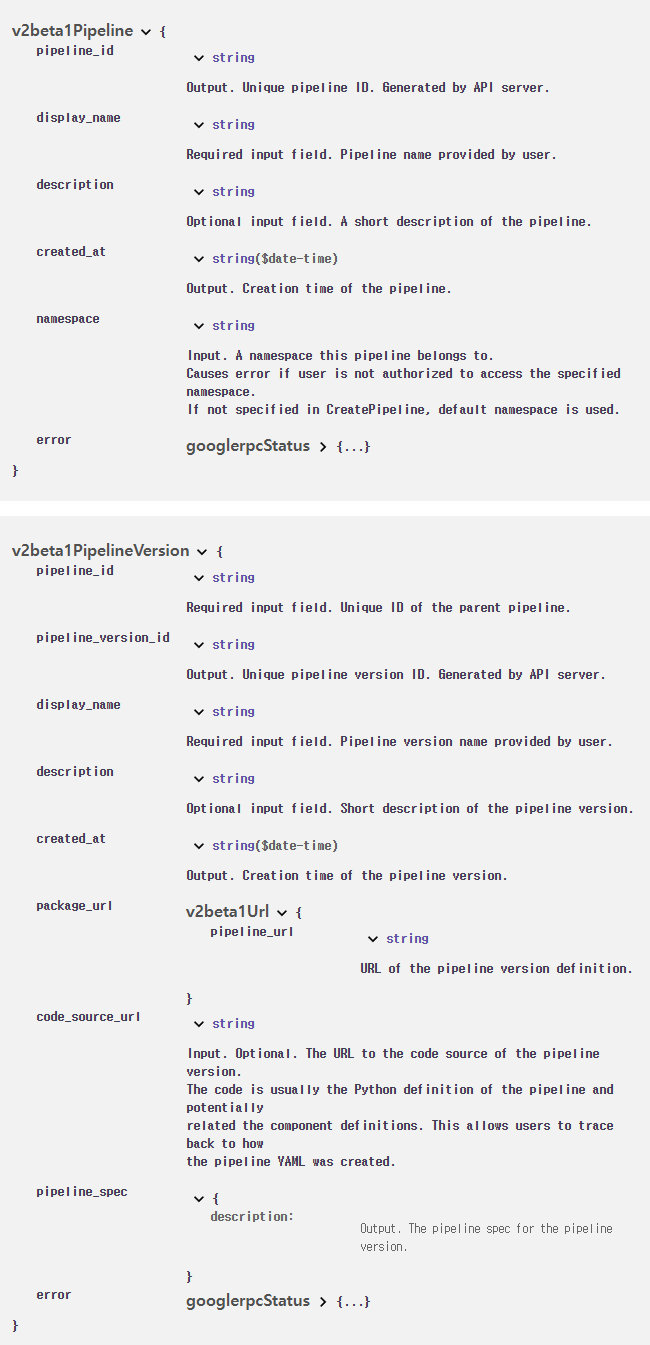 v2beta1Pipeline {
pipeline_id string
Output. Unique pipeline ID. Generated by API server.
display_name string
Required input field. Pipeline name provided by user.
description string
Optional input field. A short description of the pipeline.
created_at string($date-time)
Output. Creation time of the pipeline.
namespace string
Input. A namespace this pipeline belongs to.
Causes error if user is not authorized to access the specified
namespace.
If not specified in CreatePipeline, default namespace is used.
error googlerpcStatus > {...}
}
v2beta1PipelineVersion {
pipeline_id string
Required input field. Unique ID of the parent pipeline.
pipeline_version_id string
Output. Unique pipeline version ID. Generated by API server.
display_name string
Required input field. Pipeline version name provided by user.
description string
Optional input field. Short description of the pipeline version.
created_at string($date-time)
Output. Creation time of the pipeline version.
package_url v2beta1Url {
pipeline_url string
URL of the pipeline version definition.
}
code_source_url string
Input. Optional. The URL to the code source of the pipeline
version.
The code is usually the Python definition of the pipeline and
potentially
related the component definitions. This allows users to trace
back to how
the pipeline YAML was created.
pipeline_spec {
description:
Output. The pipeline spec for the pipeline
version.
}
error googlerpcStatus > {...}
}